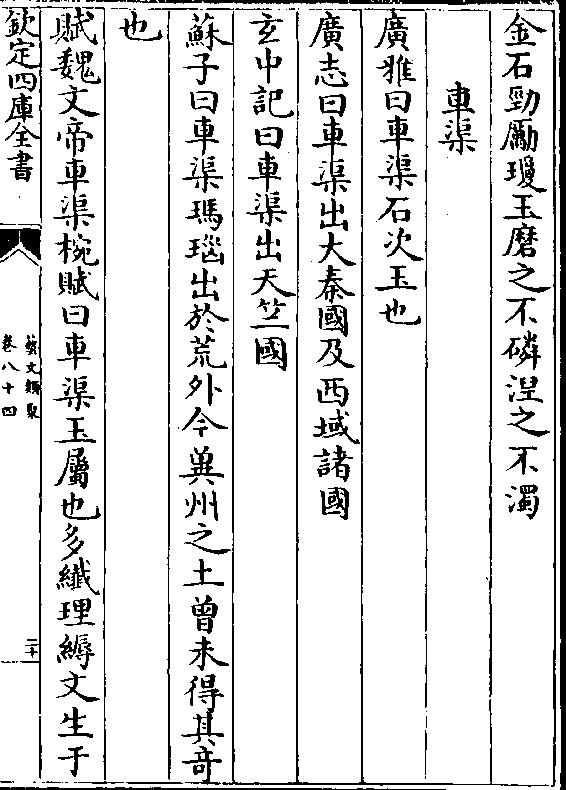 金石勁厲瓊玉磨之不磷涅之不濁
車渠
廣雅曰車渠石次玉也
廣志曰車渠出大秦國及西域諸國
玄中記曰車渠出天竺國
蘇子曰車渠瑪瑙出於荒外今冀州之土曾未得其奇
也
賦魏文帝車渠椀賦曰車渠玉屬也多纖理縟文生于
欽定四庫全書
藝文類聚
卷八十四
二十